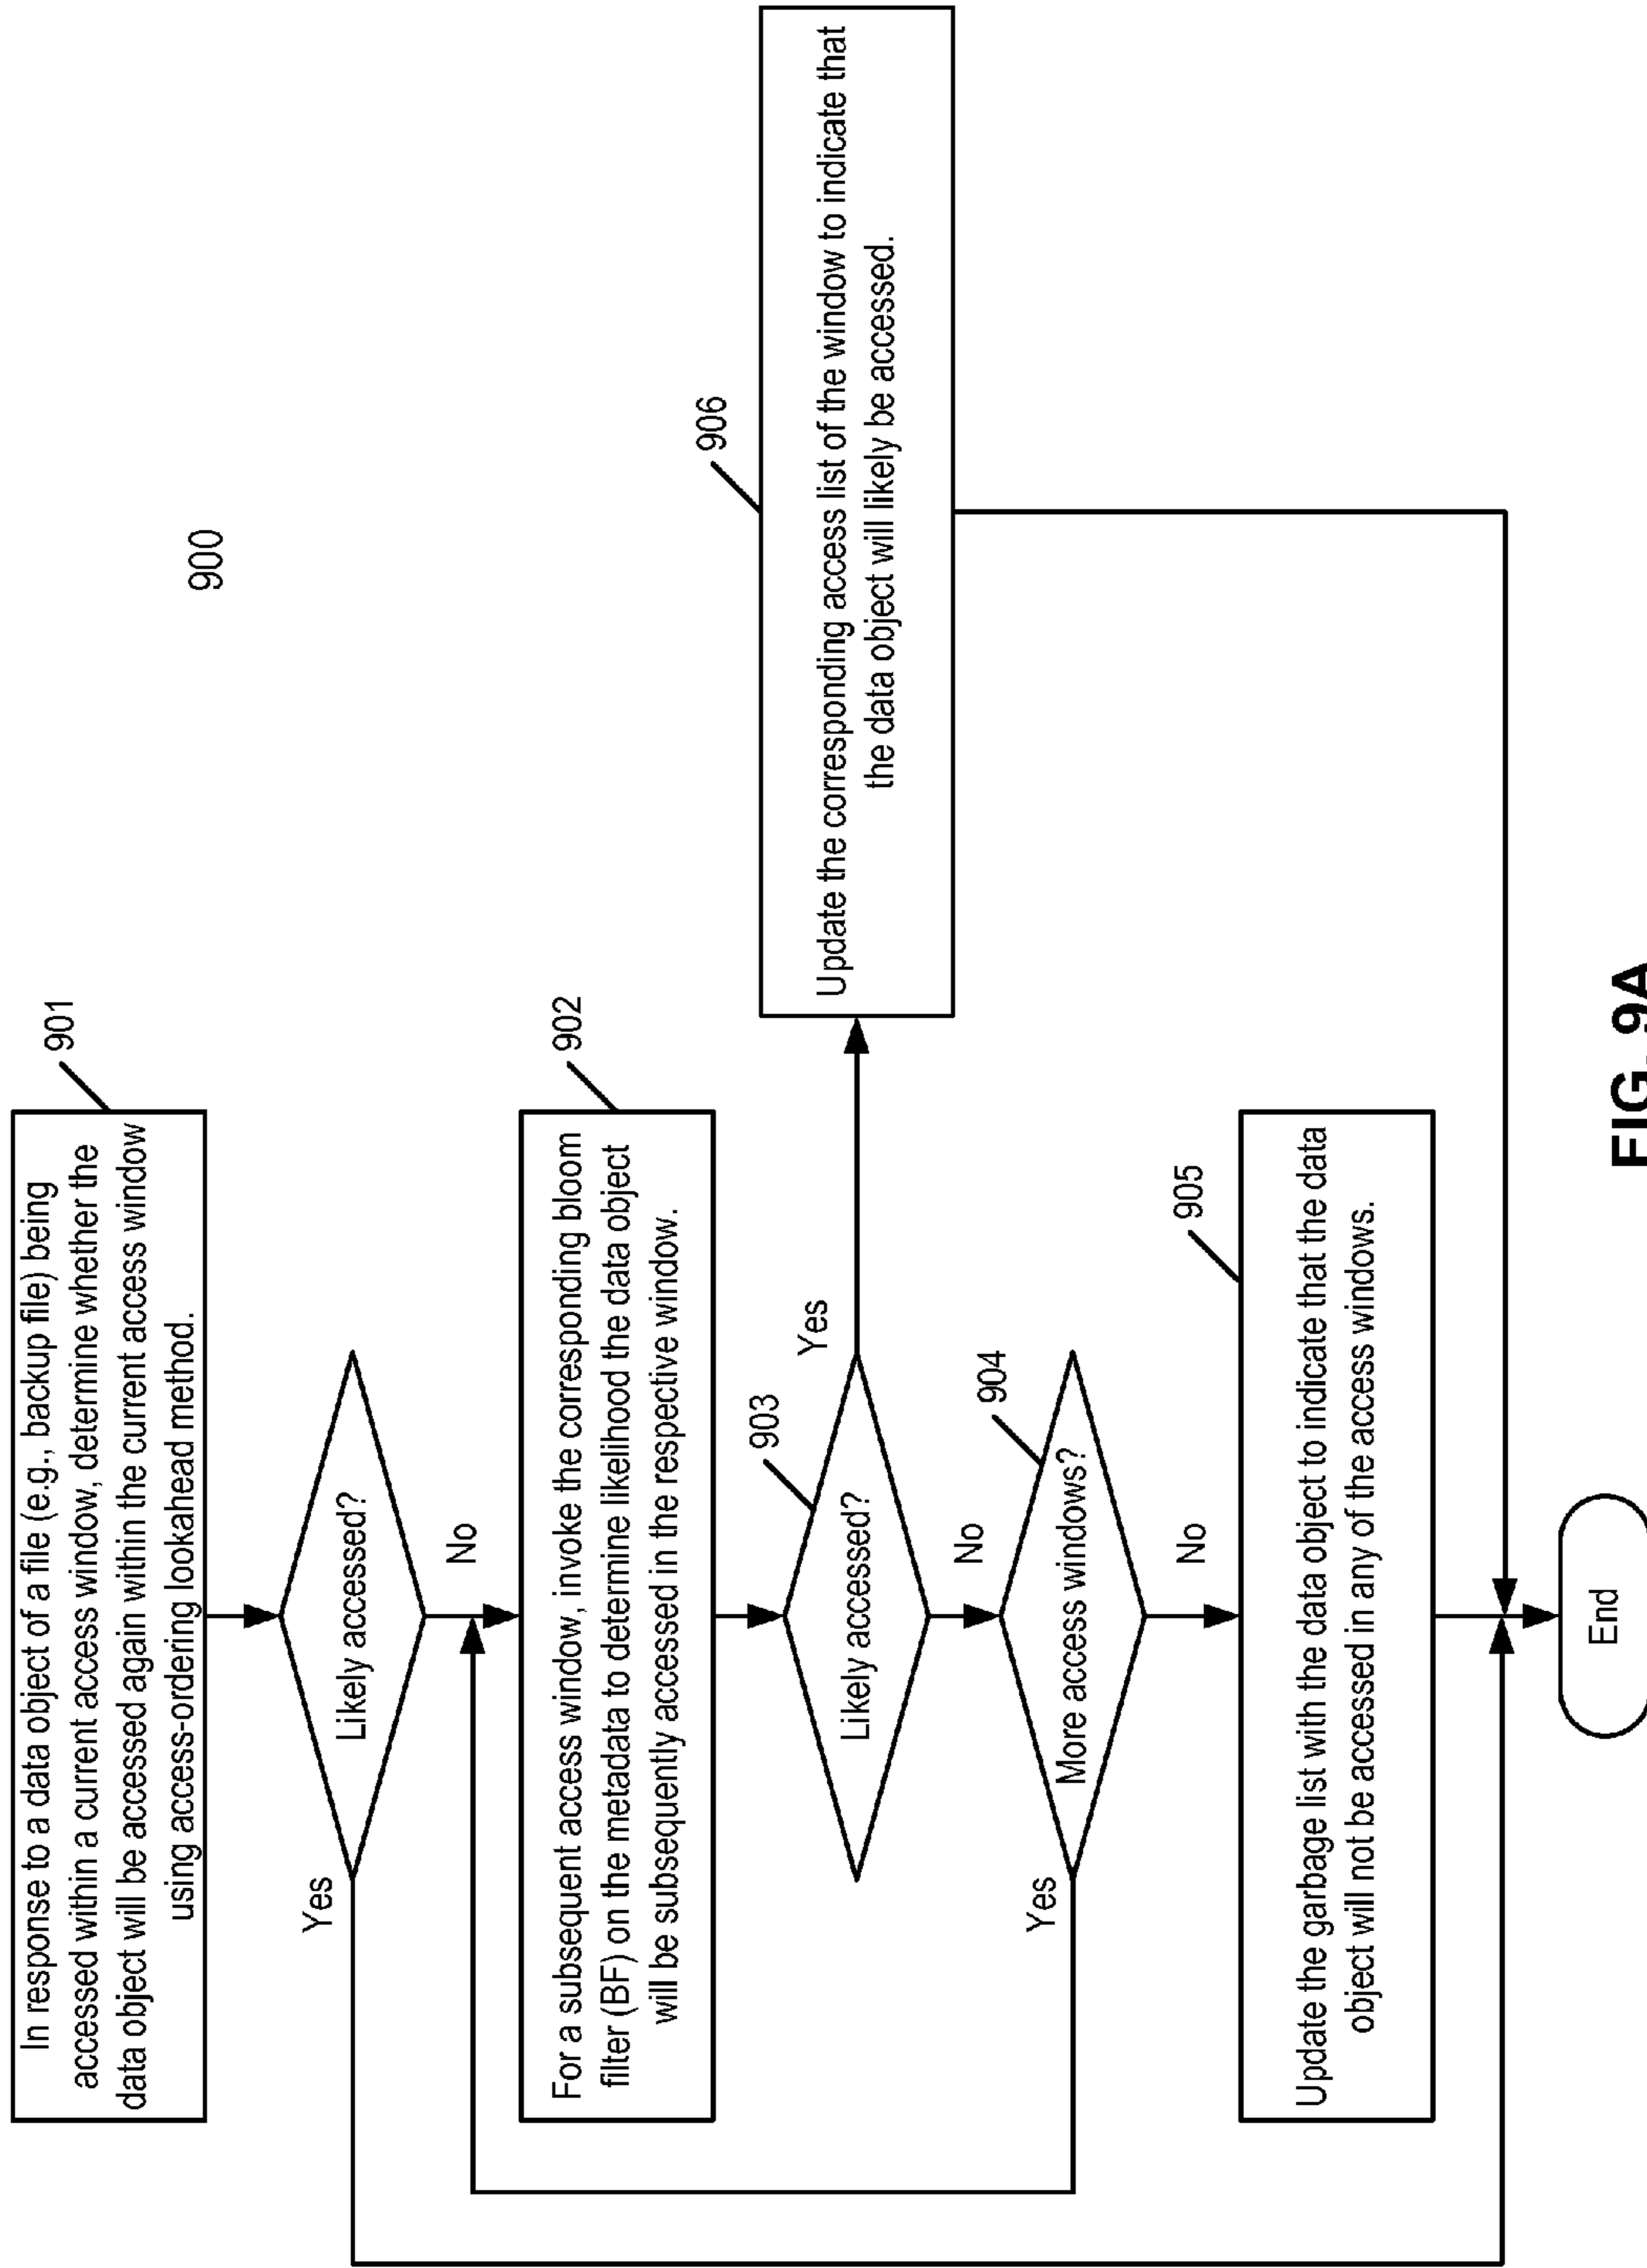 900
In response to a data object of a file (e.g., backup file) being
accessed within a current access window, determine whether the
data object will be accessed again within the current access window
using access-ordering lookahead method.
901
Likely accessed?
Yes
No
For a subsequent access window, invoke the corresponding bloom
filter (BF) on the metadata to determine likelihood the data object
will be subsequently accessed in the respective window.
902
Likely accessed?
903
Yes
No
Update the corresponding access list of the window to indicate that
the data object will likely be accessed.
906
More access windows?
904
Yes
No
Update the garbage list with the data object to indicate that the data
object will not be accessed in any of the access windows.
905
End
FIG. 9A